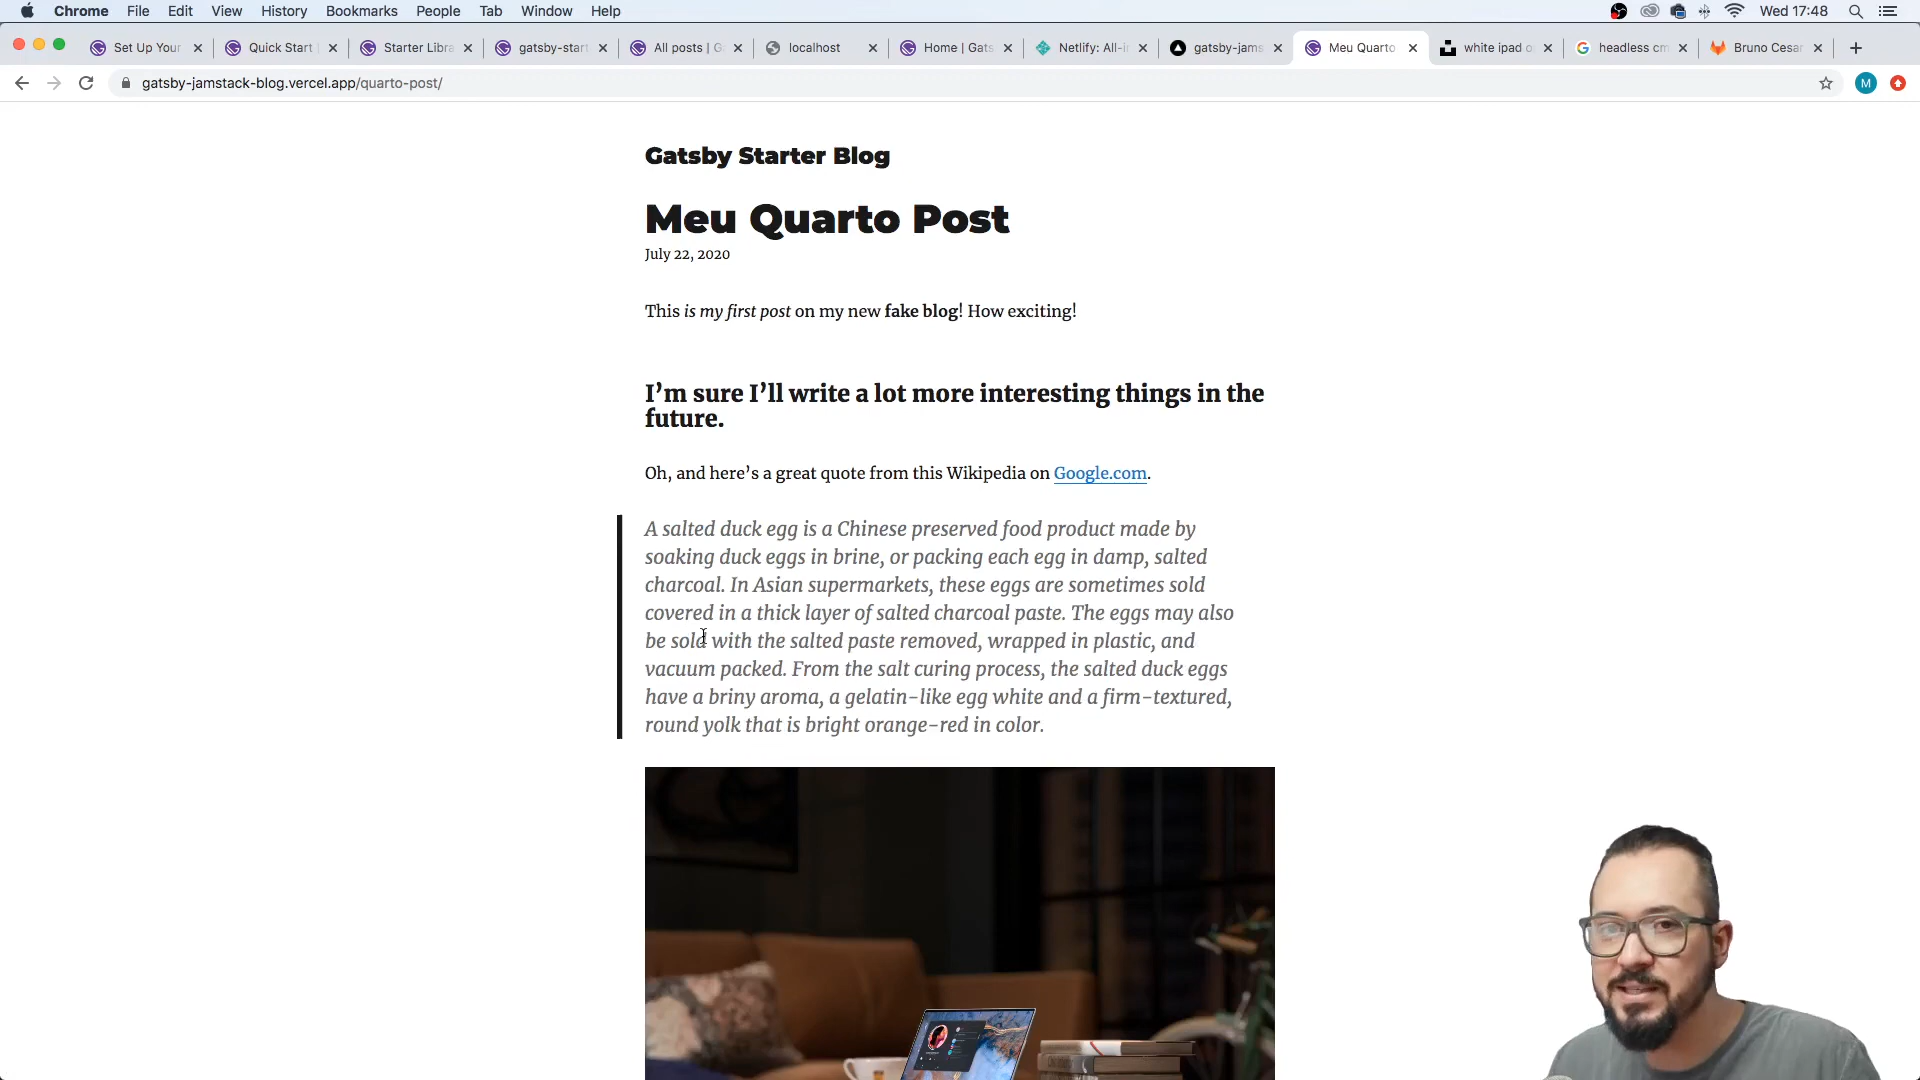 Chrome File Edit View History Bookmarks People Tab Window Help Wed 17:48
Set Up Your Quick Start Starter Libra gatsby-start All posts | G localhost Home | Gats Netlify: All-i gatsby-jams Meu Quarto white ipad o headless cm Bruno Cesar
gatsby-jamstack-blog.vercel.app/quarto-post/ M
Gatsby Starter Blog
Meu Quarto Post
July 22, 2020
This is my first post on my new fake blog! How exciting!
I’m sure I’ll write a lot more interesting things in the
future.
Oh, and here’s a great quote from this Wikipedia on Google.com.
A salted duck egg is a Chinese preserved food product made by
soaking duck eggs in brine, or packing each egg in damp, salted
charcoal. In Asian supermarkets, these eggs are sometimes sold
covered in a thick layer of salted charcoal paste. The eggs may also
be sold with the salted paste removed, wrapped in plastic, and
vacuum packed. From the salt curing process, the salted duck eggs
have a briny aroma, a gelatin-like egg white and a firm-textured,
round yolk that is bright orange-red in color.